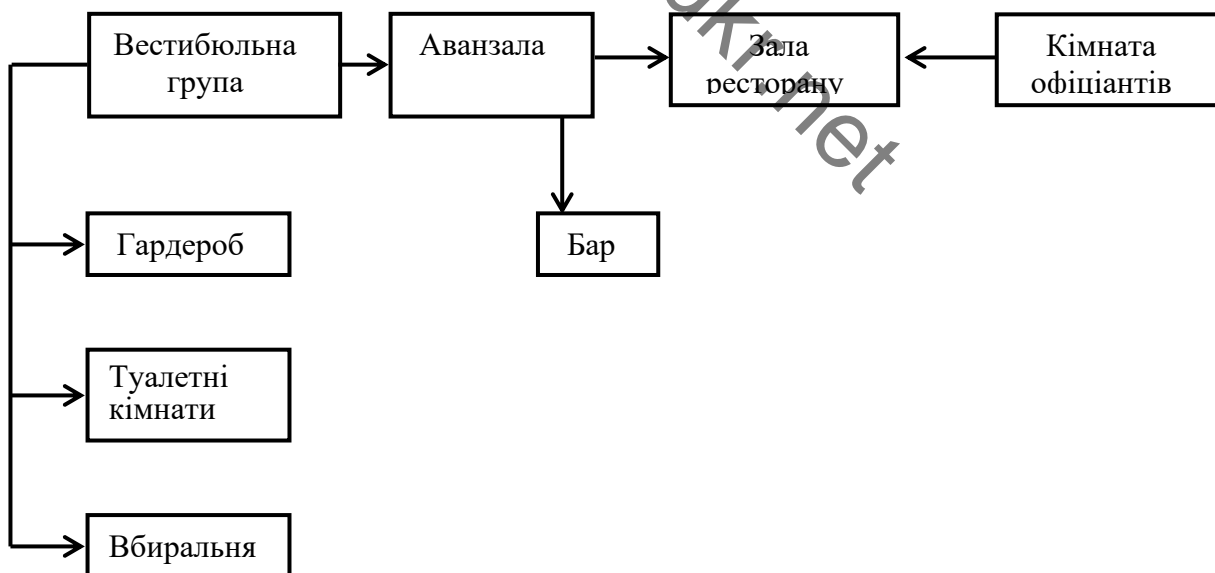 Вестибюльна
група
Аванзала
Зала
ресторану
Кімната
офіціантів
Гардероб
Бар
Туалетні
кімнати
Вбиральня